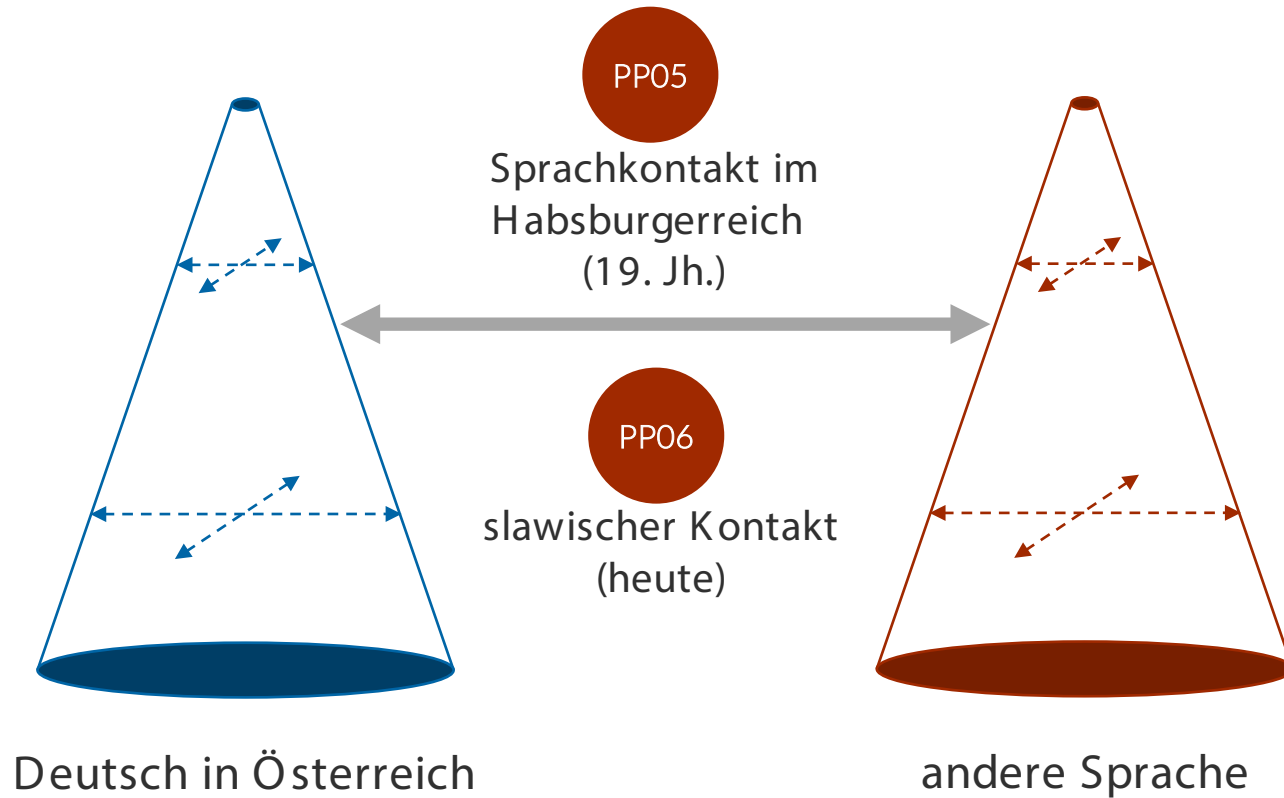 PP05
Sprachkontakt im
Habsburgerreich
(19. Jh.)
PP06
slawischer Kontakt
(heute)
Deutsch in Österreich
andere Sprache